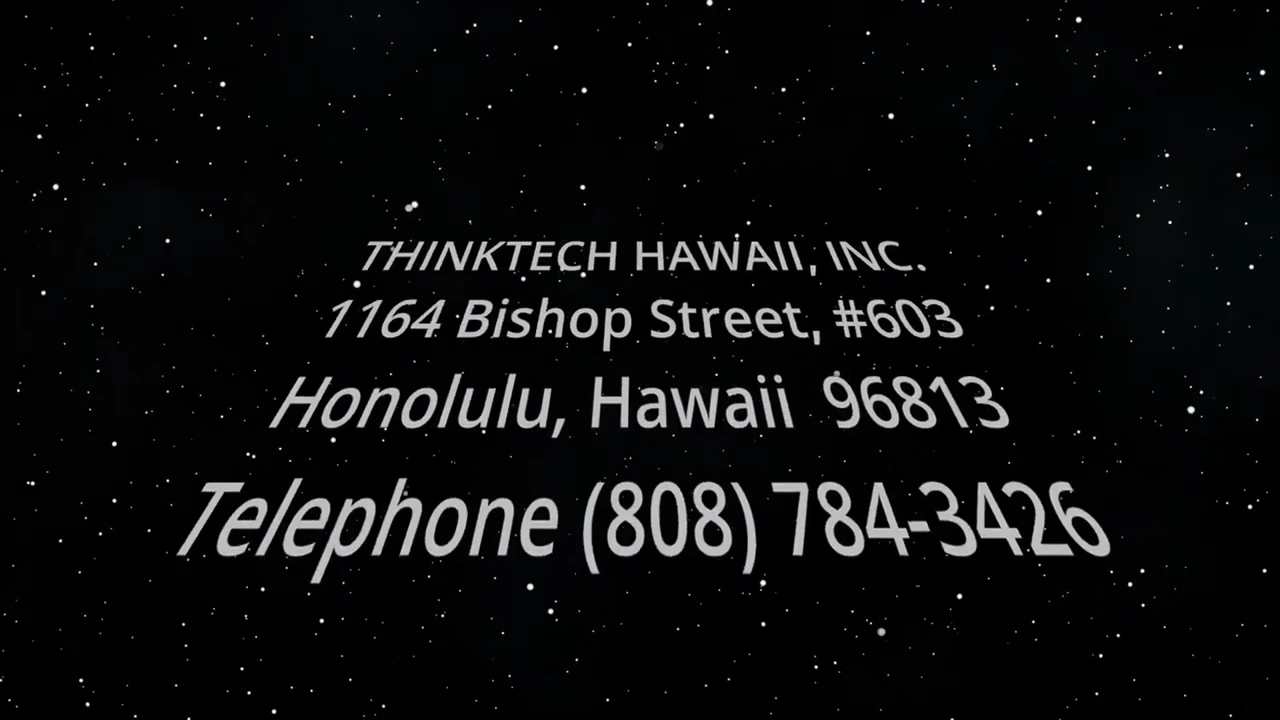 THINKTECH HAWAII, INC.
1164 Bishop Street, #603
Honolulu, Hawaii  96813
Telephone (808) 784-3426